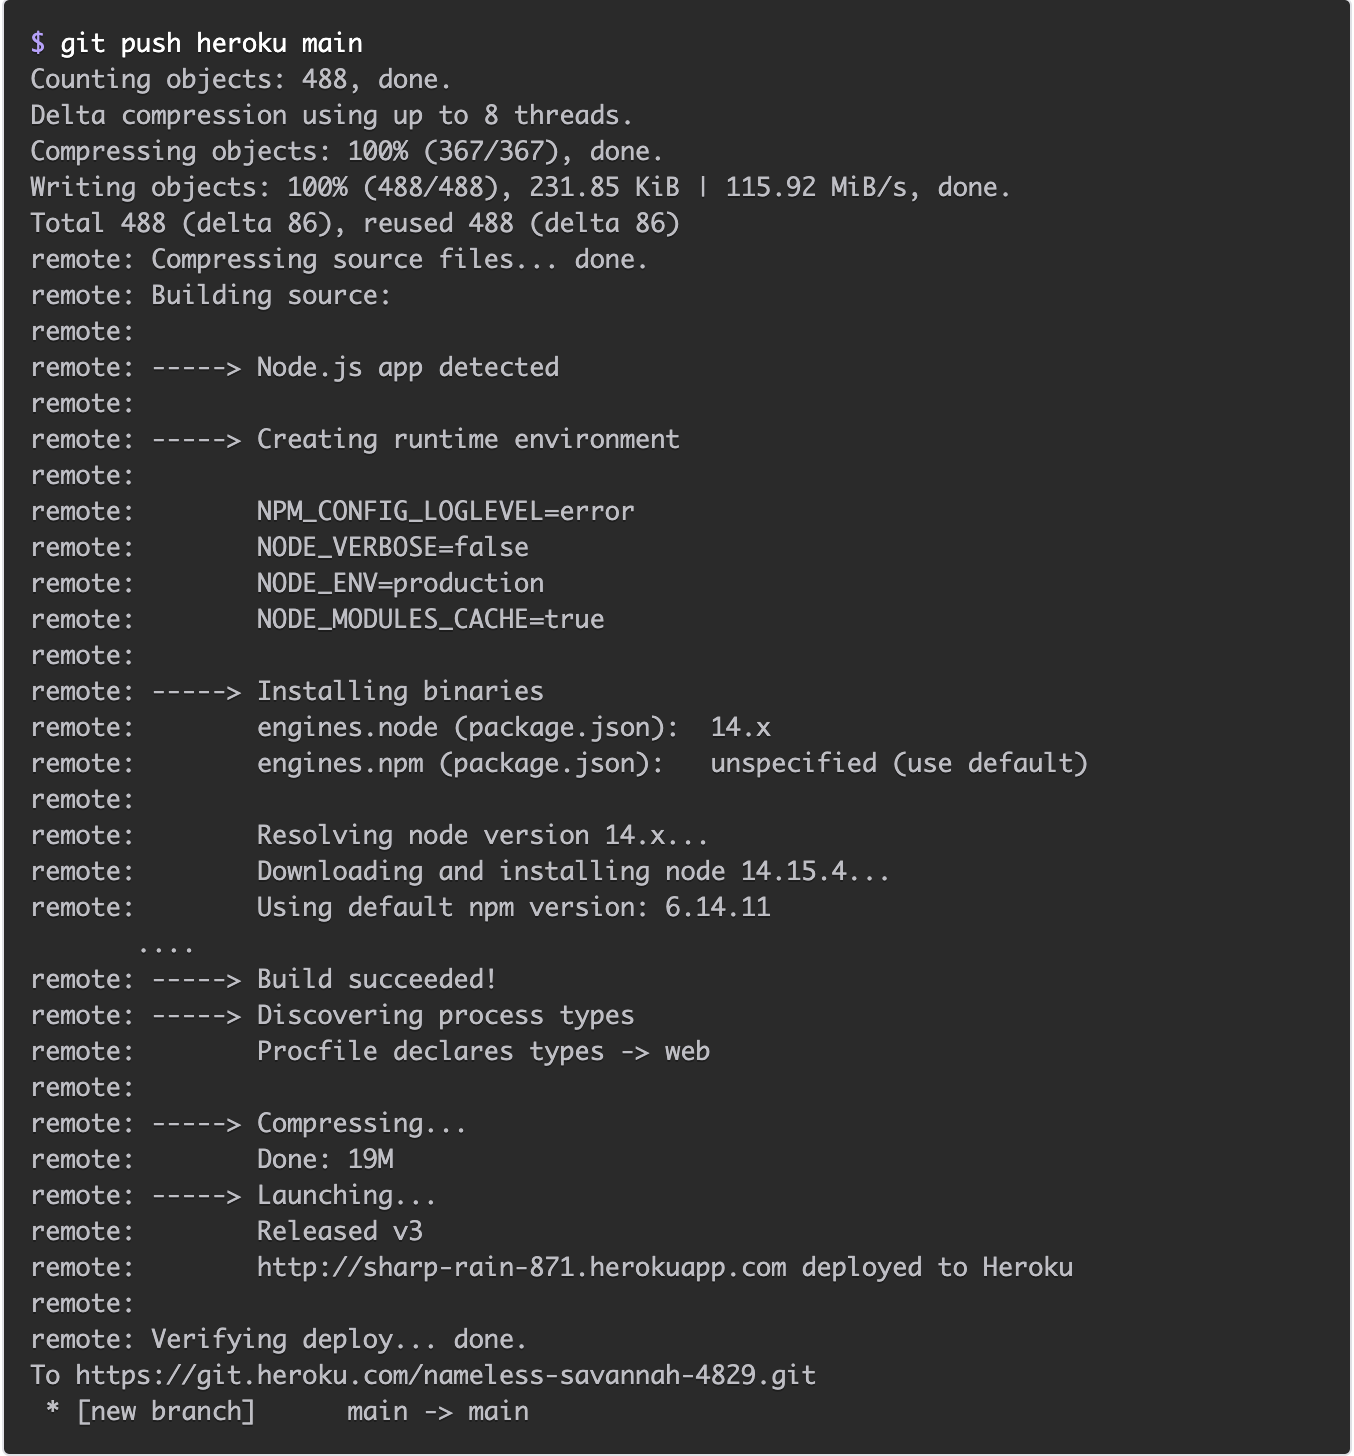 $ git push heroku main
Counting objects: 488, done.
Delta compression using up to 8 threads.
Compressing objects: 100% (367/367), done.
Writing objects: 100% (488/488), 231.85 KiB | 115.92 MiB/s, done.
Total 488 (delta 86), reused 488 (delta 86)
remote: Compressing source files... done.
remote: Building source:
remote:
remote: -----> Node.js app detected
remote:
remote: -----> Creating runtime environment
remote:
remote:        NPM_CONFIG_LOGLEVEL=error
remote:        NODE_VERBOSE=false
remote:        NODE_ENV=production
remote:        NODE_MODULES_CACHE=true
remote:
remote: -----> Installing binaries
remote:        engines.node (package.json):  14.x
remote:        engines.npm (package.json):   unspecified (use default)
remote:
remote:        Resolving node version 14.x...
remote:        Downloading and installing node 14.15.4...
remote:        Using default npm version: 6.14.11
       ....
remote: -----> Build succeeded!
remote: -----> Discovering process types
remote:        Procfile declares types -> web
remote:
remote: -----> Compressing...
remote:        Done: 19M
remote: -----> Launching...
remote:        Released v3
remote:        http://sharp-rain-871.herokuapp.com deployed to Heroku
remote:
remote: Verifying deploy... done.
To https://git.heroku.com/nameless-savannah-4829.git
 * [new branch]      main -> main